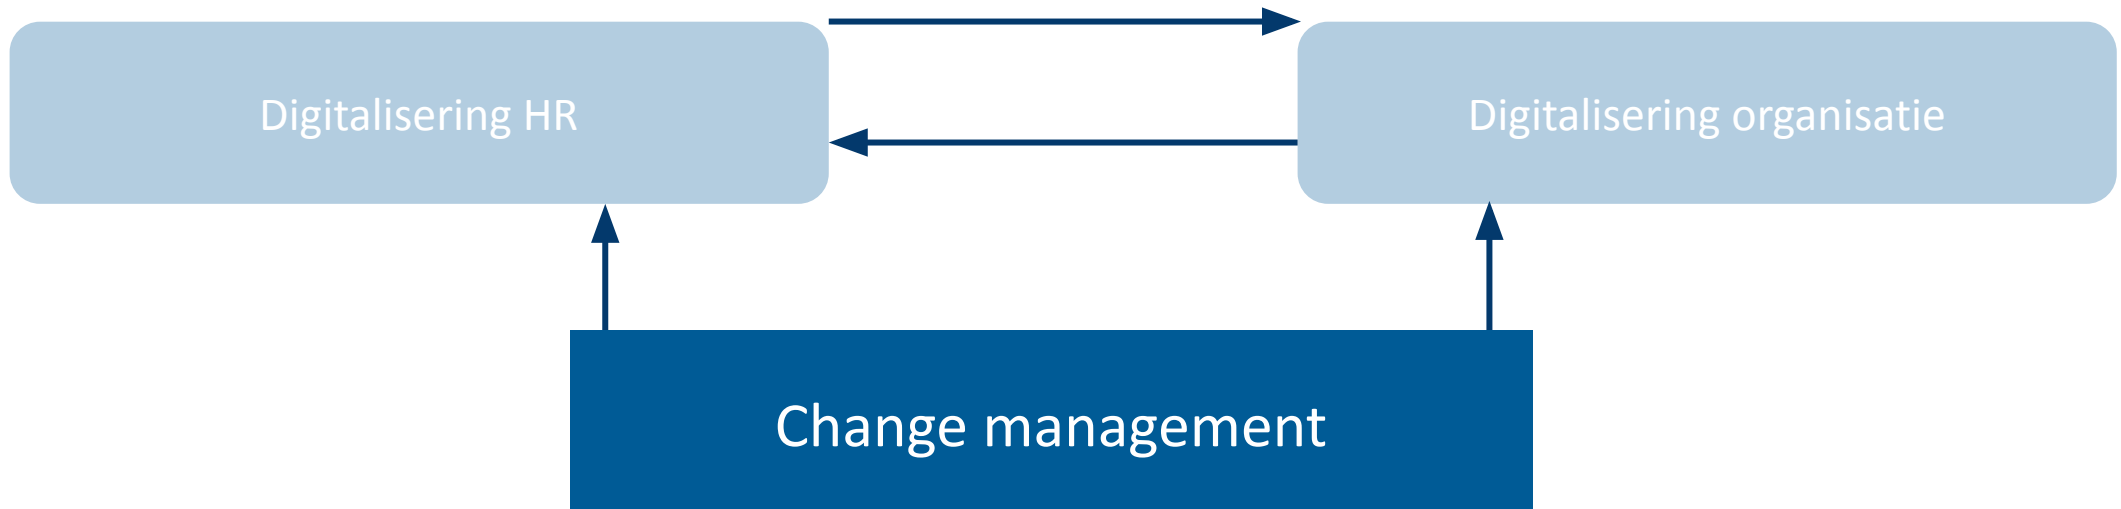 Digitalisering HR
Digitalisering organisatie
Change management